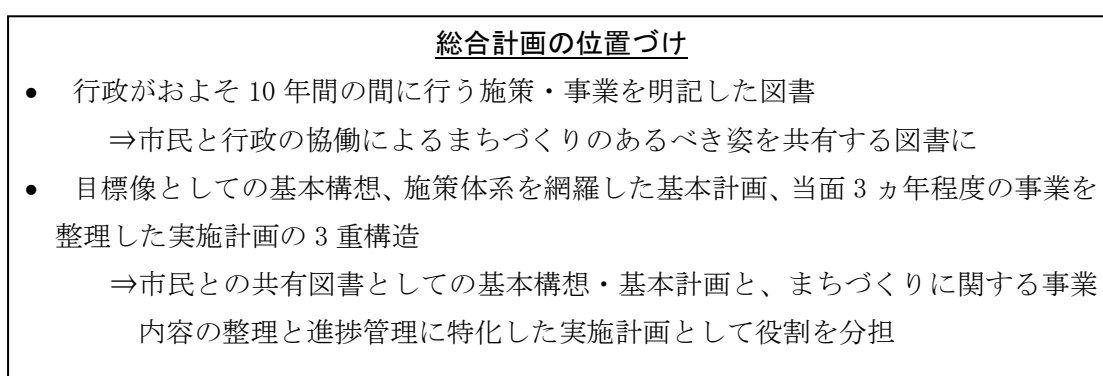 総合計画の位置づけ
• 行政がおよそ 10 年間の間に行う施策・事業を明記した図書
⇒市民と行政の協働によるまちづくりのあるべき姿を共有する図書に
• 目標像としての基本構想、施策体系を網羅した基本計画、当面 3 ヵ年程度の事業を
整理した実施計画の 3 重構造
⇒市民との共有図書としての基本構想・基本計画と、まちづくりに関する事業
内容の整理と進捗管理に特化した実施計画として役割を分担